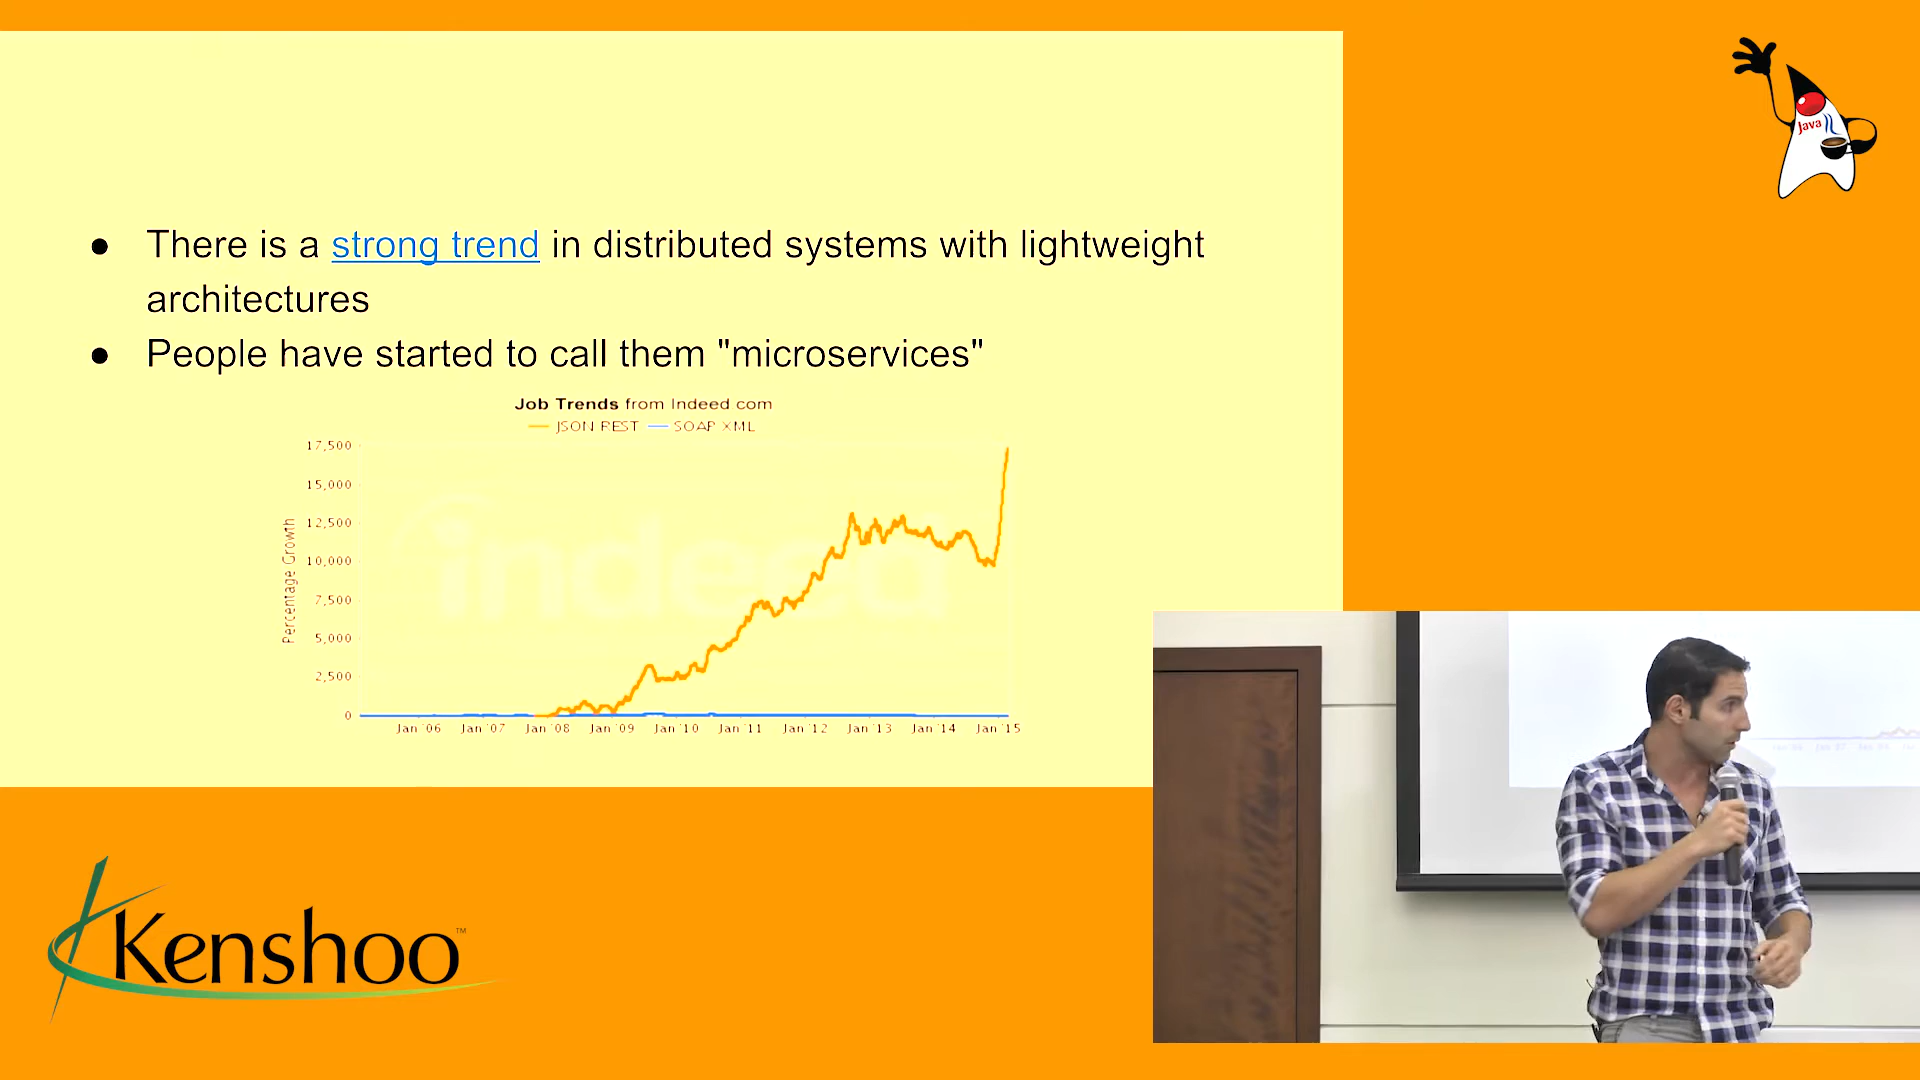 Java
● There is a strong trend in distributed systems with lightweight
architectures
● People have started to call them "microservices"
Job Trends from Indeed.com
JSON REST SOAP XML
17,500
15,000
12,500
10,000
7,500
5,000
2,500
0
Percentage Growth
indeed
Jan '06 Jan '07 Jan '08 Jan '09 Jan '10 Jan '11 Jan '12 Jan '13 Jan '14 Jan '15
Kenshoo™